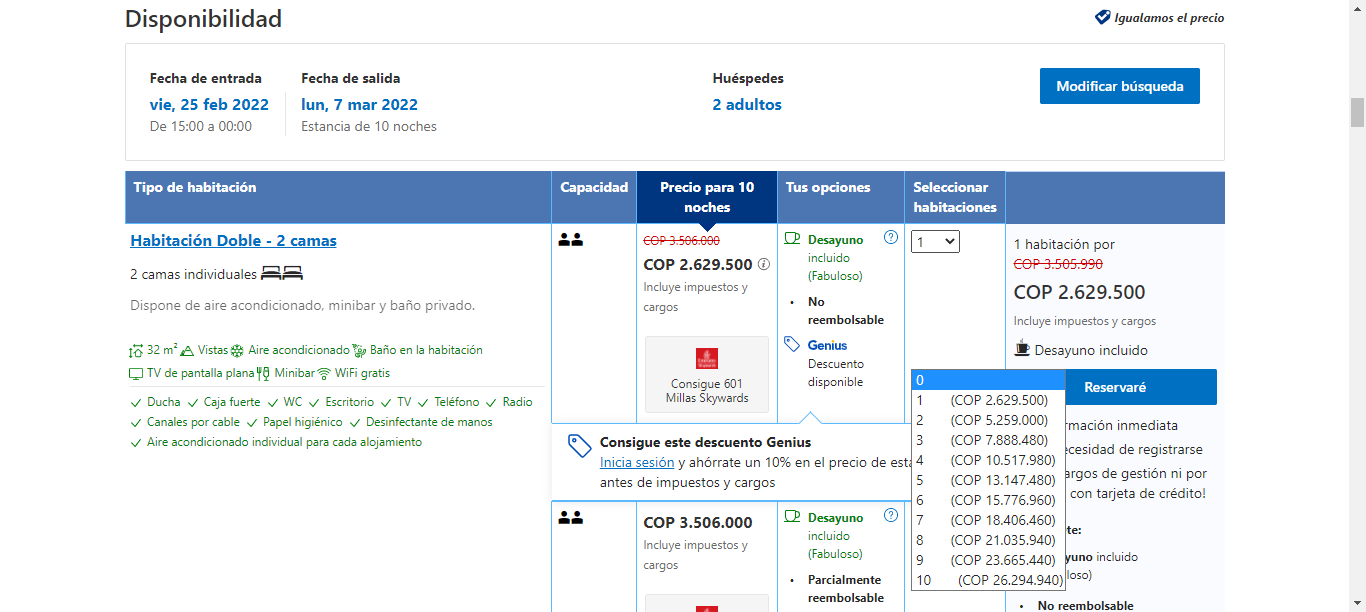 Disponibilidad
Igualamos el precio
Fecha de entrada
vie, 25 feb 2022
De 15:00 a 00:00
Fecha de salida
lun, 7 mar 2022
Estancia de 10 noches
Huéspedes
2 adultos
Modificar búsqueda
Tipo de habitación
Capacidad
Precio para 10
noches
Tus opciones
Seleccionar
habitaciones
Habitación Doble - 2 camas
2 camas individuales
Dispone de aire acondicionado, minibar y baño privado.
32 m² Vistas Aire acondicionado Baño en la habitación
TV de pantalla plana Minibar WiFi gratis
Ducha Caja fuerte WC Escritorio TV Teléfono Radio
Canales por cable Papel higiénico Desinfectante de manos
Aire acondicionado individual para cada alojamiento
COP 3.506.000
COP 2.629.500
Incluye impuestos y
cargos
Consigue 601
Millas Skywards
Desayuno
incluido
(Fabuloso)
• No
reembolsable
Genius
Descuento
disponible
1
1 habitación por
COP 3.505.990
COP 2.629.500
Incluye impuestos y cargos
Desayuno incluido
Reservaré
0
1 (COP 2.629.500)
2 (COP 5.259.000)
3 (COP 7.888.480)
4 (COP 10.517.980)
5 (COP 13.147.480)
6 (COP 15.776.960)
7 (COP 18.406.460)
8 (COP 21.035.940)
9 (COP 23.665.440)
10 (COP 26.294.940)
rmación inmediata
ecesidad de registrarse
argos de gestión ni por
con tarjeta de crédito!
te:
yuno incluido
loso)
• No reembolsable
Consigue este descuento Genius
Inicia sesión y ahórrate un 10% en el precio de esta
antes de impuestos y cargos
COP 3.506.000
Incluye impuestos y
cargos
Desayuno
incluido
(Fabuloso)
• Parcialmente
reembolsable